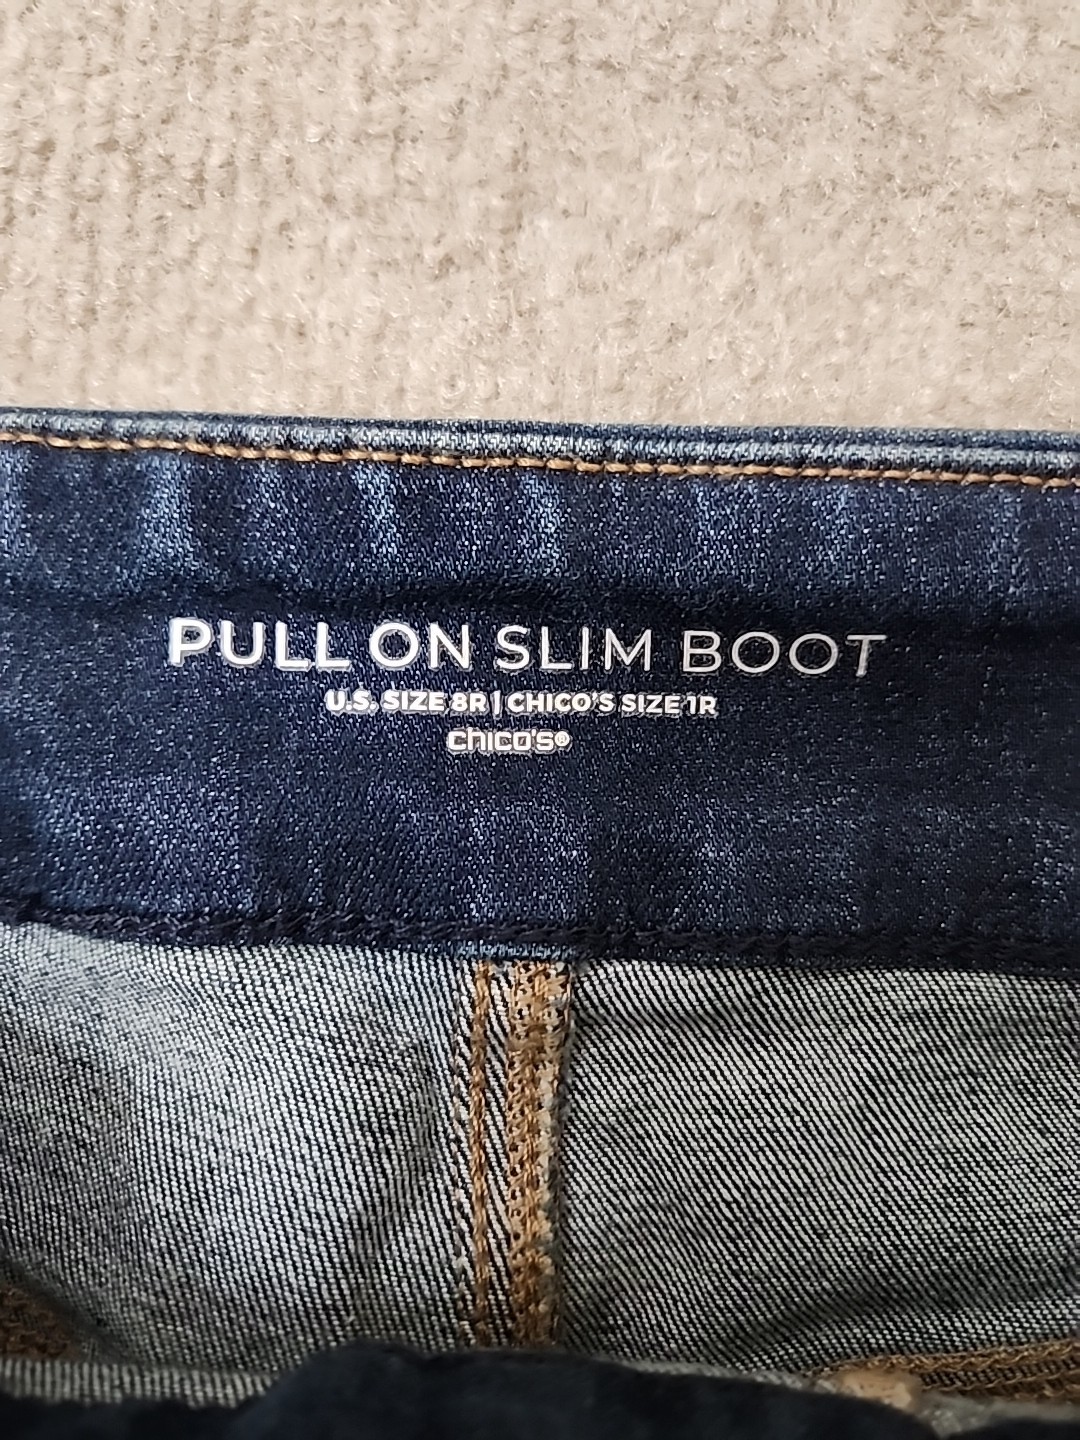 PULL ON SLIM BOOT
U.S. SIZE 8R | CHICO'S SIZE 1R
chico's®